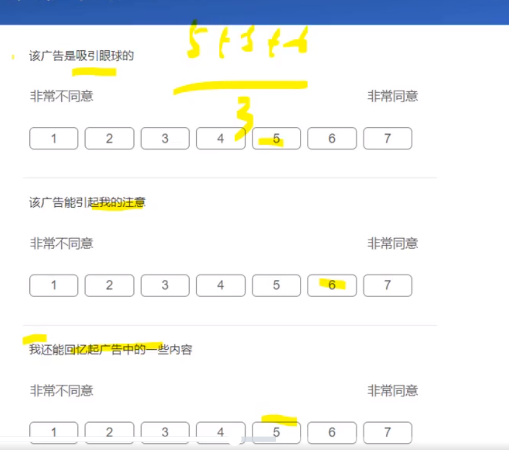 该广告是吸引眼球的
非常不同意 非常同意
1 2 3 4 5 6 7
该广告能引起我的注意
非常不同意 非常同意
1 2 3 4 5 6 7
我还能回忆起广告中的一些内容
非常不同意 非常同意
1 2 3 4 5 6 7